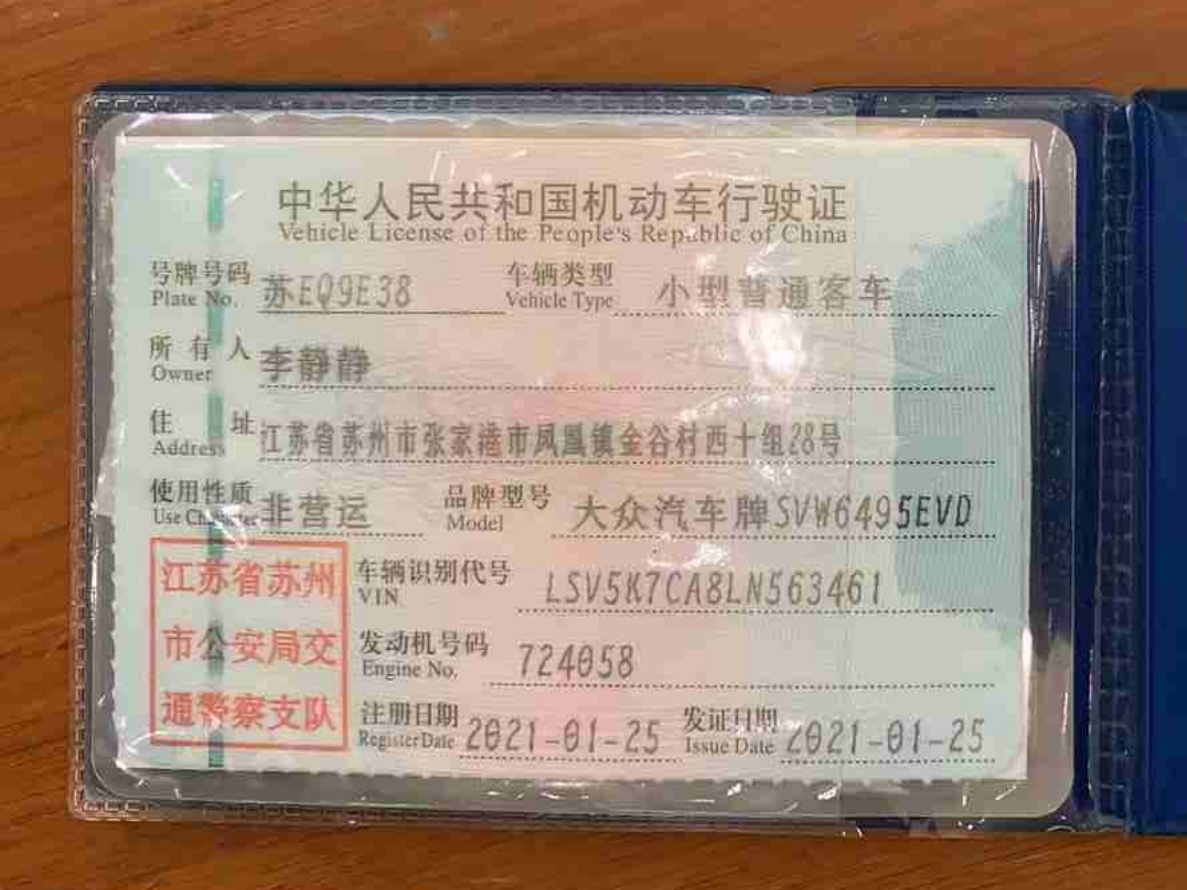 中华人民共和国机动车行驶证
Vehicle License of the People's Republic of China
号牌号码 苏EQ9E38 车辆类型 小型普通客车
Plate No. Vehicle Type
所有人 李静静
Owner
住址 江苏省苏州市张家港市凤凰镇金谷村西十组28号
Address
使用性质 非营运 品牌型号 大众汽车牌SVW6495EVD
Use Character Model
江苏省苏州
市公安局交
通警察支队
车辆识别代号 LSV5K7CA8LN563461
VIN
发动机号码 724058
Engine No.
注册日期 2021-01-25 发证日期 2021-01-25
Register Date Issue Date